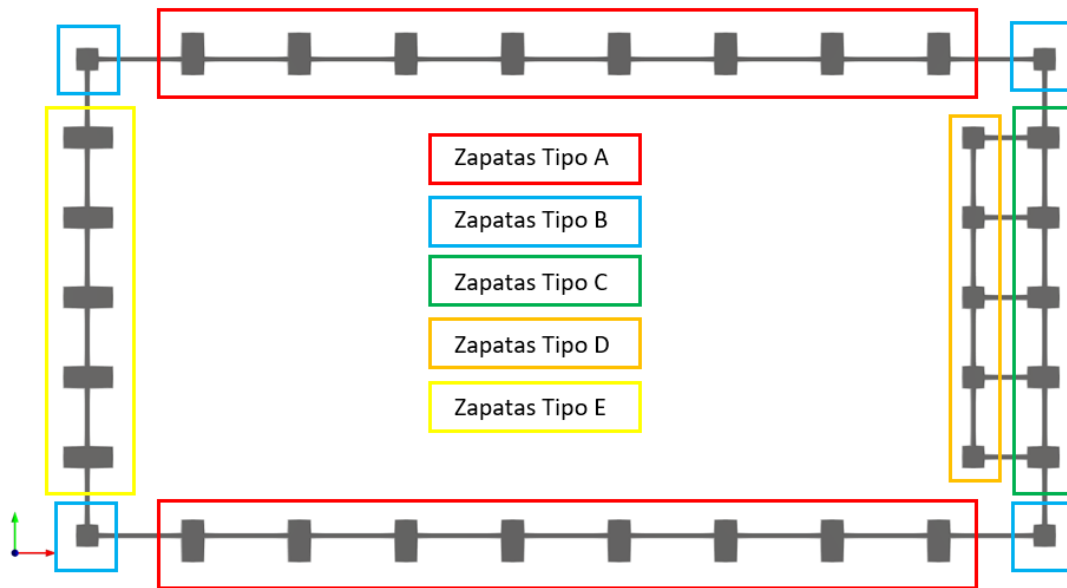 Zapatas Tipo A
Zapatas Tipo B
Zapatas Tipo C
Zapatas Tipo D
Zapatas Tipo E